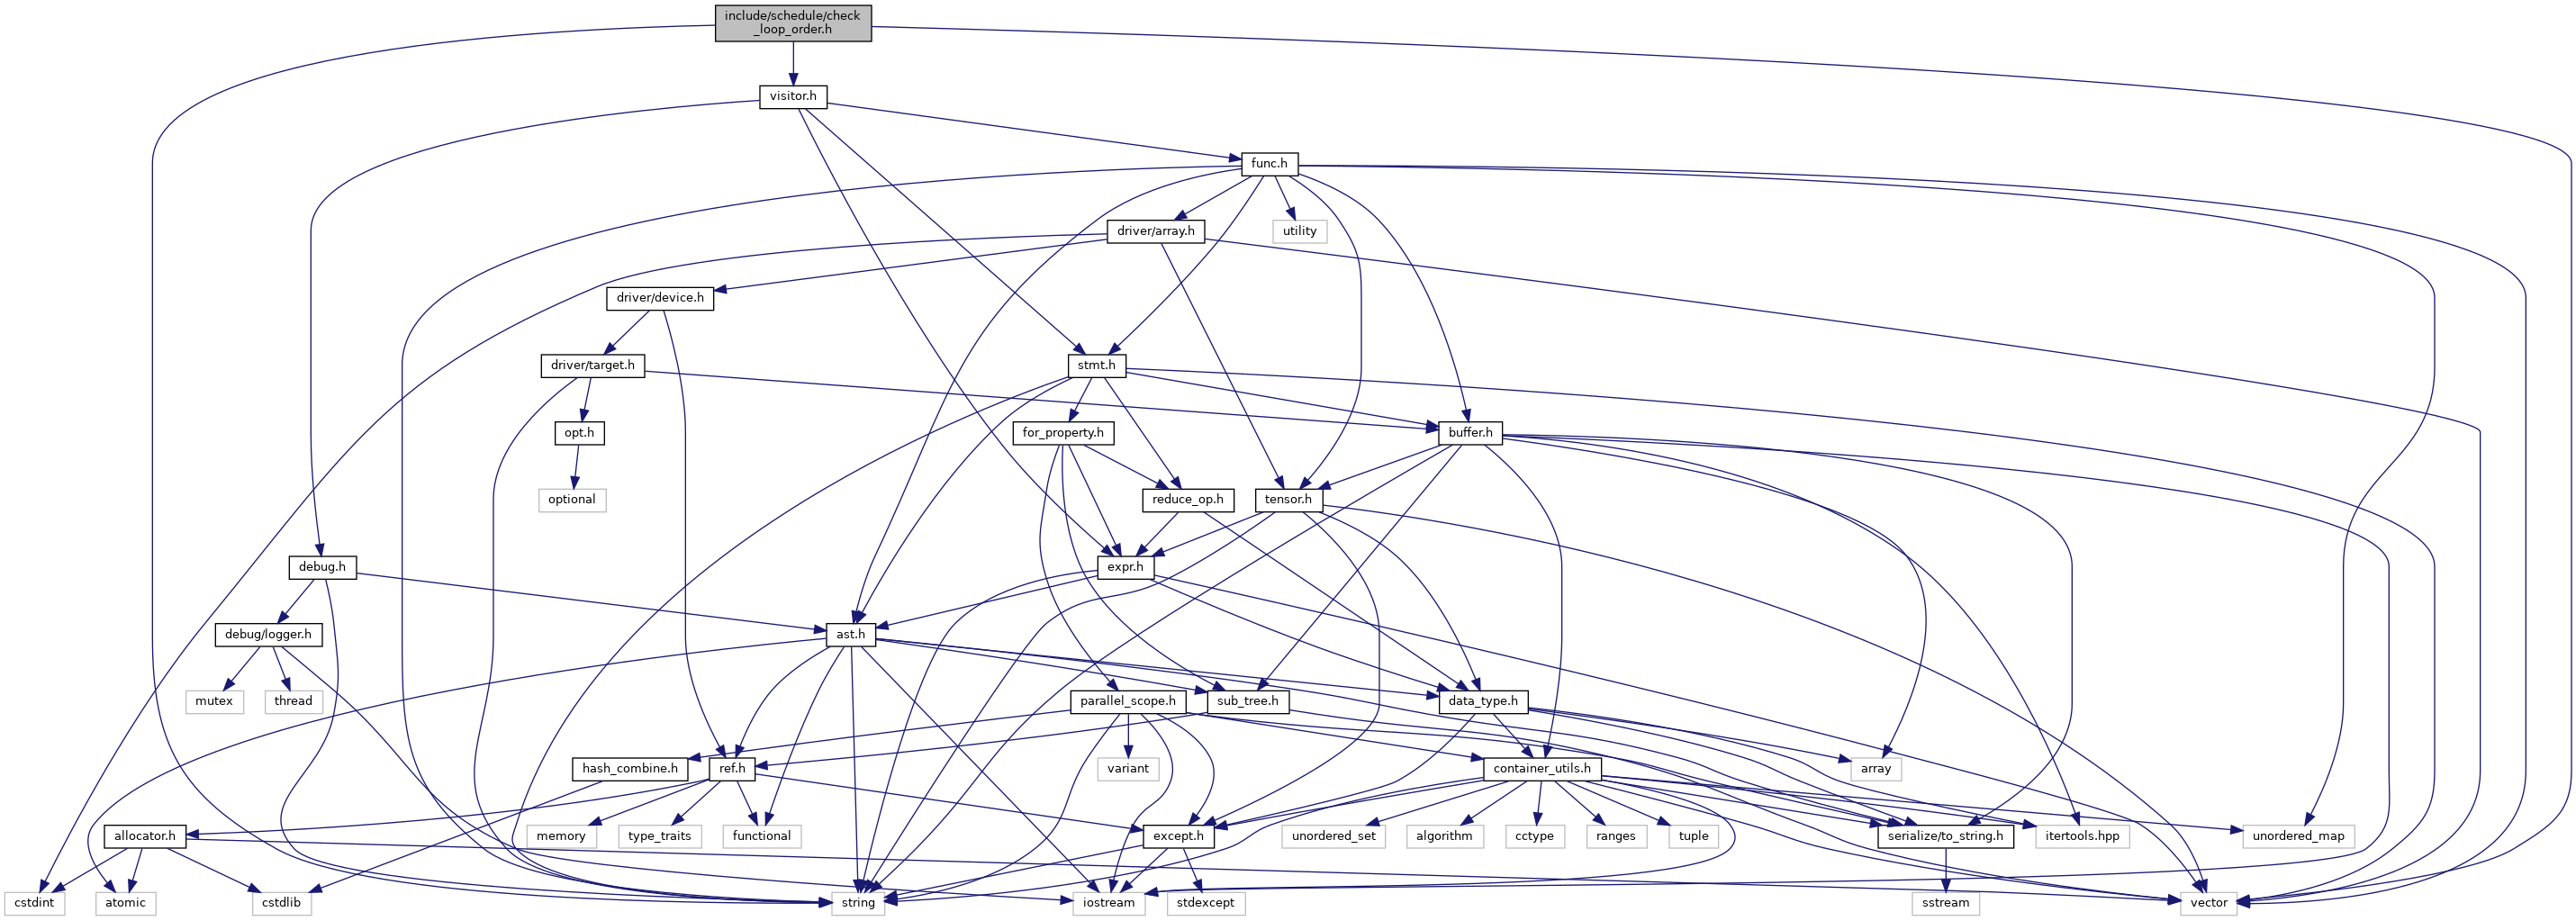 include/schedule/check
_loop_order.h
visitor.h
func.h
driver/array.h
utility
driver/device.h
driver/target.h
stmt.h
opt.h
for_property.h
buffer.h
optional
reduce_op.h
tensor.h
debug.h
expr.h
debug/logger.h
ast.h
mutex
thread
parallel_scope.h
sub_tree.h
data_type.h
hash_combine.h
ref.h
variant
container_utils.h
array
allocator.h
memory
type_traits
functional
except.h
unordered_set
algorithm
cctype
ranges
tuple
serialize/to_string.h
itertools.hpp
unordered_map
cstdint
atomic
cstdlib
string
iostream
stdexcept
sstream
vector